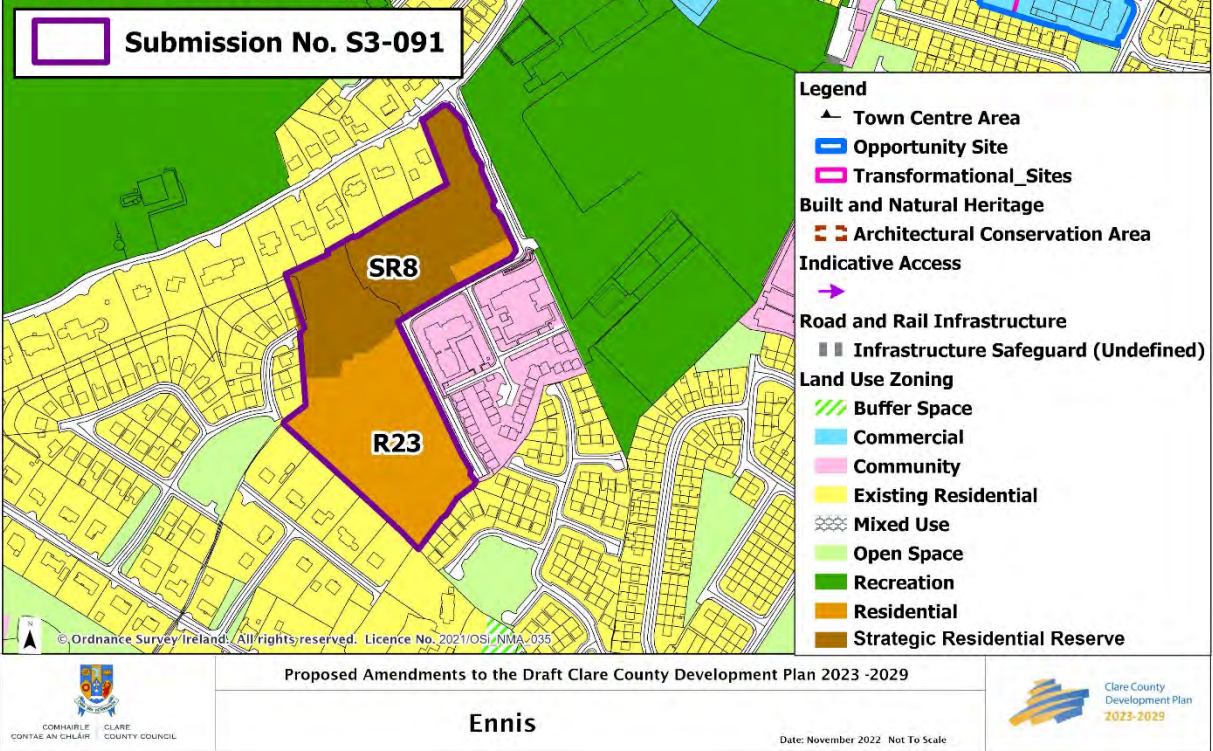 Submission No. S3-091
SR8
R23
Legend
Town Centre Area
Opportunity Site
Transformational_Sites
Built and Natural Heritage
Architectural Conservation Area
Indicative Access
Road and Rail Infrastructure
Infrastructure Safeguard (Undefined)
Land Use Zoning
Buffer Space
Commercial
Community
Existing Residential
Mixed Use
Open Space
Recreation
Residential
Strategic Residential Reserve
N
© Ordnance Survey Ireland. All rights reserved. Licence No. 2021/OSi_NMA_035
COMHAIRLE CONTAE AN CHLÁIR
CLARE COUNTY COUNCIL
Proposed Amendments to the Draft Clare County Development Plan 2023 -2029
Ennis
Date: November 2022 Not To Scale
Clare County
Development Plan
2023-2029